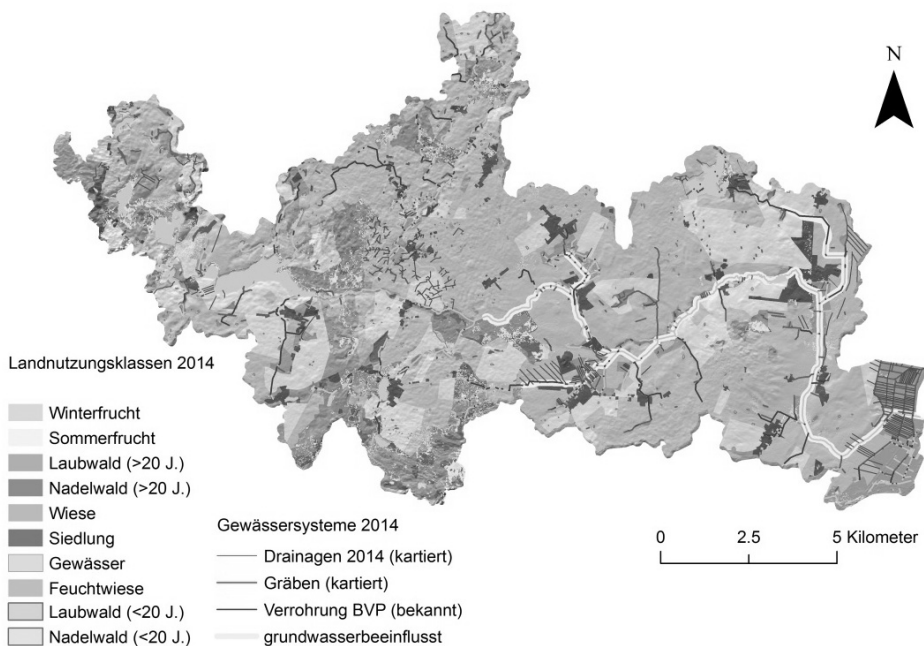 N
Landnutzungsklassen 2014
Winterfrucht
Sommerfrucht
Laubwald (>20 J.)
Nadelwald (>20 J.)
Wiese
Siedlung
Gewässer
Feuchtwiese
Laubwald (<20 J.)
Nadelwald (<20 J.)
Gewässersysteme 2014
Drainagen 2014 (kartiert)
Gräben (kartiert)
Verrohrung BVP (bekannt)
grundwasserbeeinflusst
0 2.5 5 Kilometer